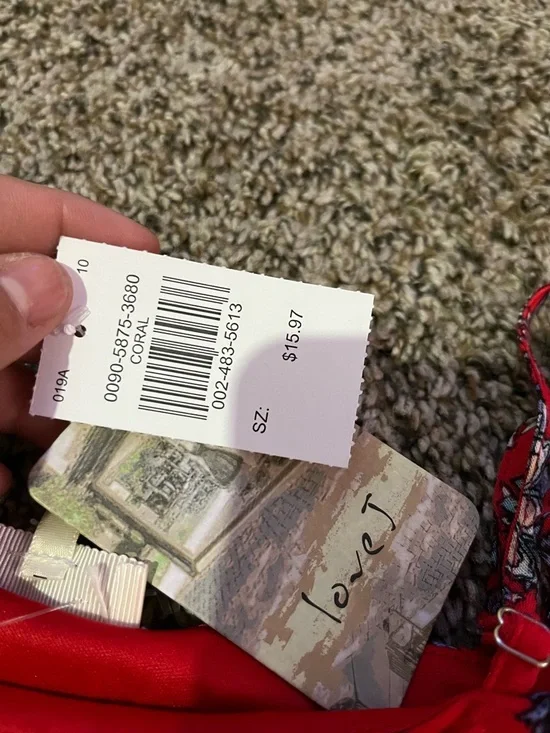 10
019A
0090-5875-3680
CORAL
002-483-5613
SZ:
$15.97
love J